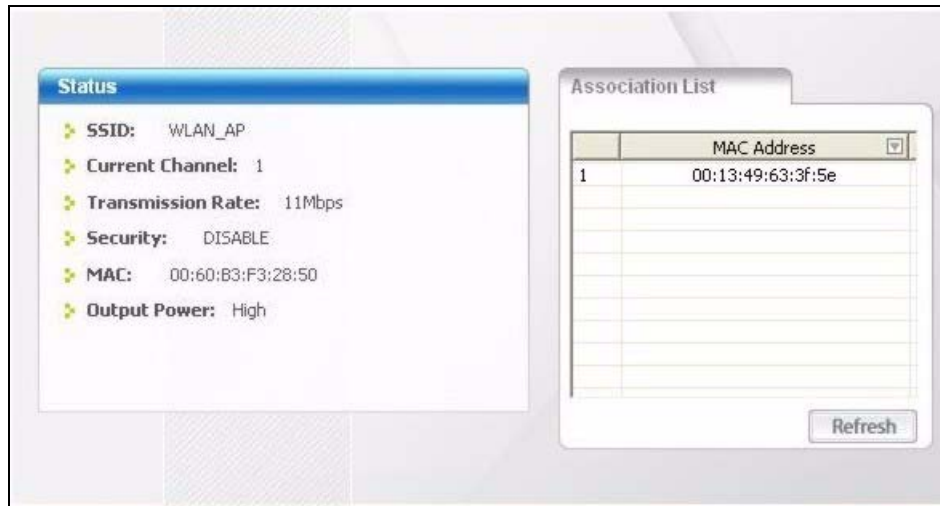 Status
SSID: WLAN_AP
Current Channel: 1
Transmission Rate: 11Mbps
Security: DISABLE
MAC: 00:60:B3:F3:28:50
Output Power: High
Association List
MAC Address
1 00:13:49:63:3f:5e
Refresh